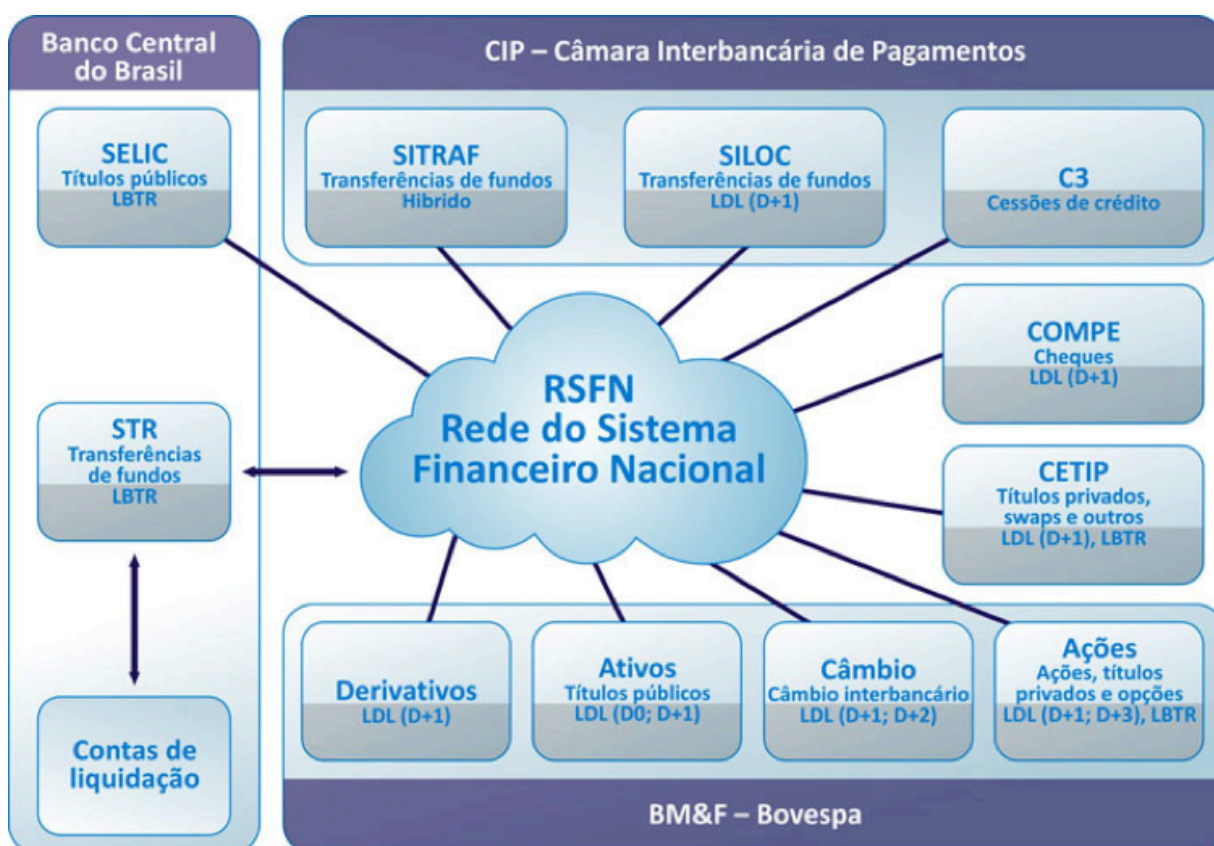 Banco Central
do Brasil
SELIC
Títulos públicos
LBTR
STR
Transferências
de fundos
LBTR
Contas de
liquidação
CIP – Câmara Interbancária de Pagamentos
SITRAF
Transferências de fundos
Hibrido
SILOC
Transferências de fundos
LDL (D+1)
C3
Cessões de crédito
RSFN
Rede do Sistema
Financeiro Nacional
COMPE
Cheques
LDL (D+1)
CETIP
Títulos privados,
swaps e outros
LDL (D+1), LBTR
Derivativos
LDL (D+1)
Ativos
Títulos públicos
LDL (D0; D+1)
Câmbio
Câmbio interbancário
LDL (D+1; D+2)
Ações
Ações, títulos
privados e opções
LDL (D+1; D+3), LBTR
BM&F – Bovespa